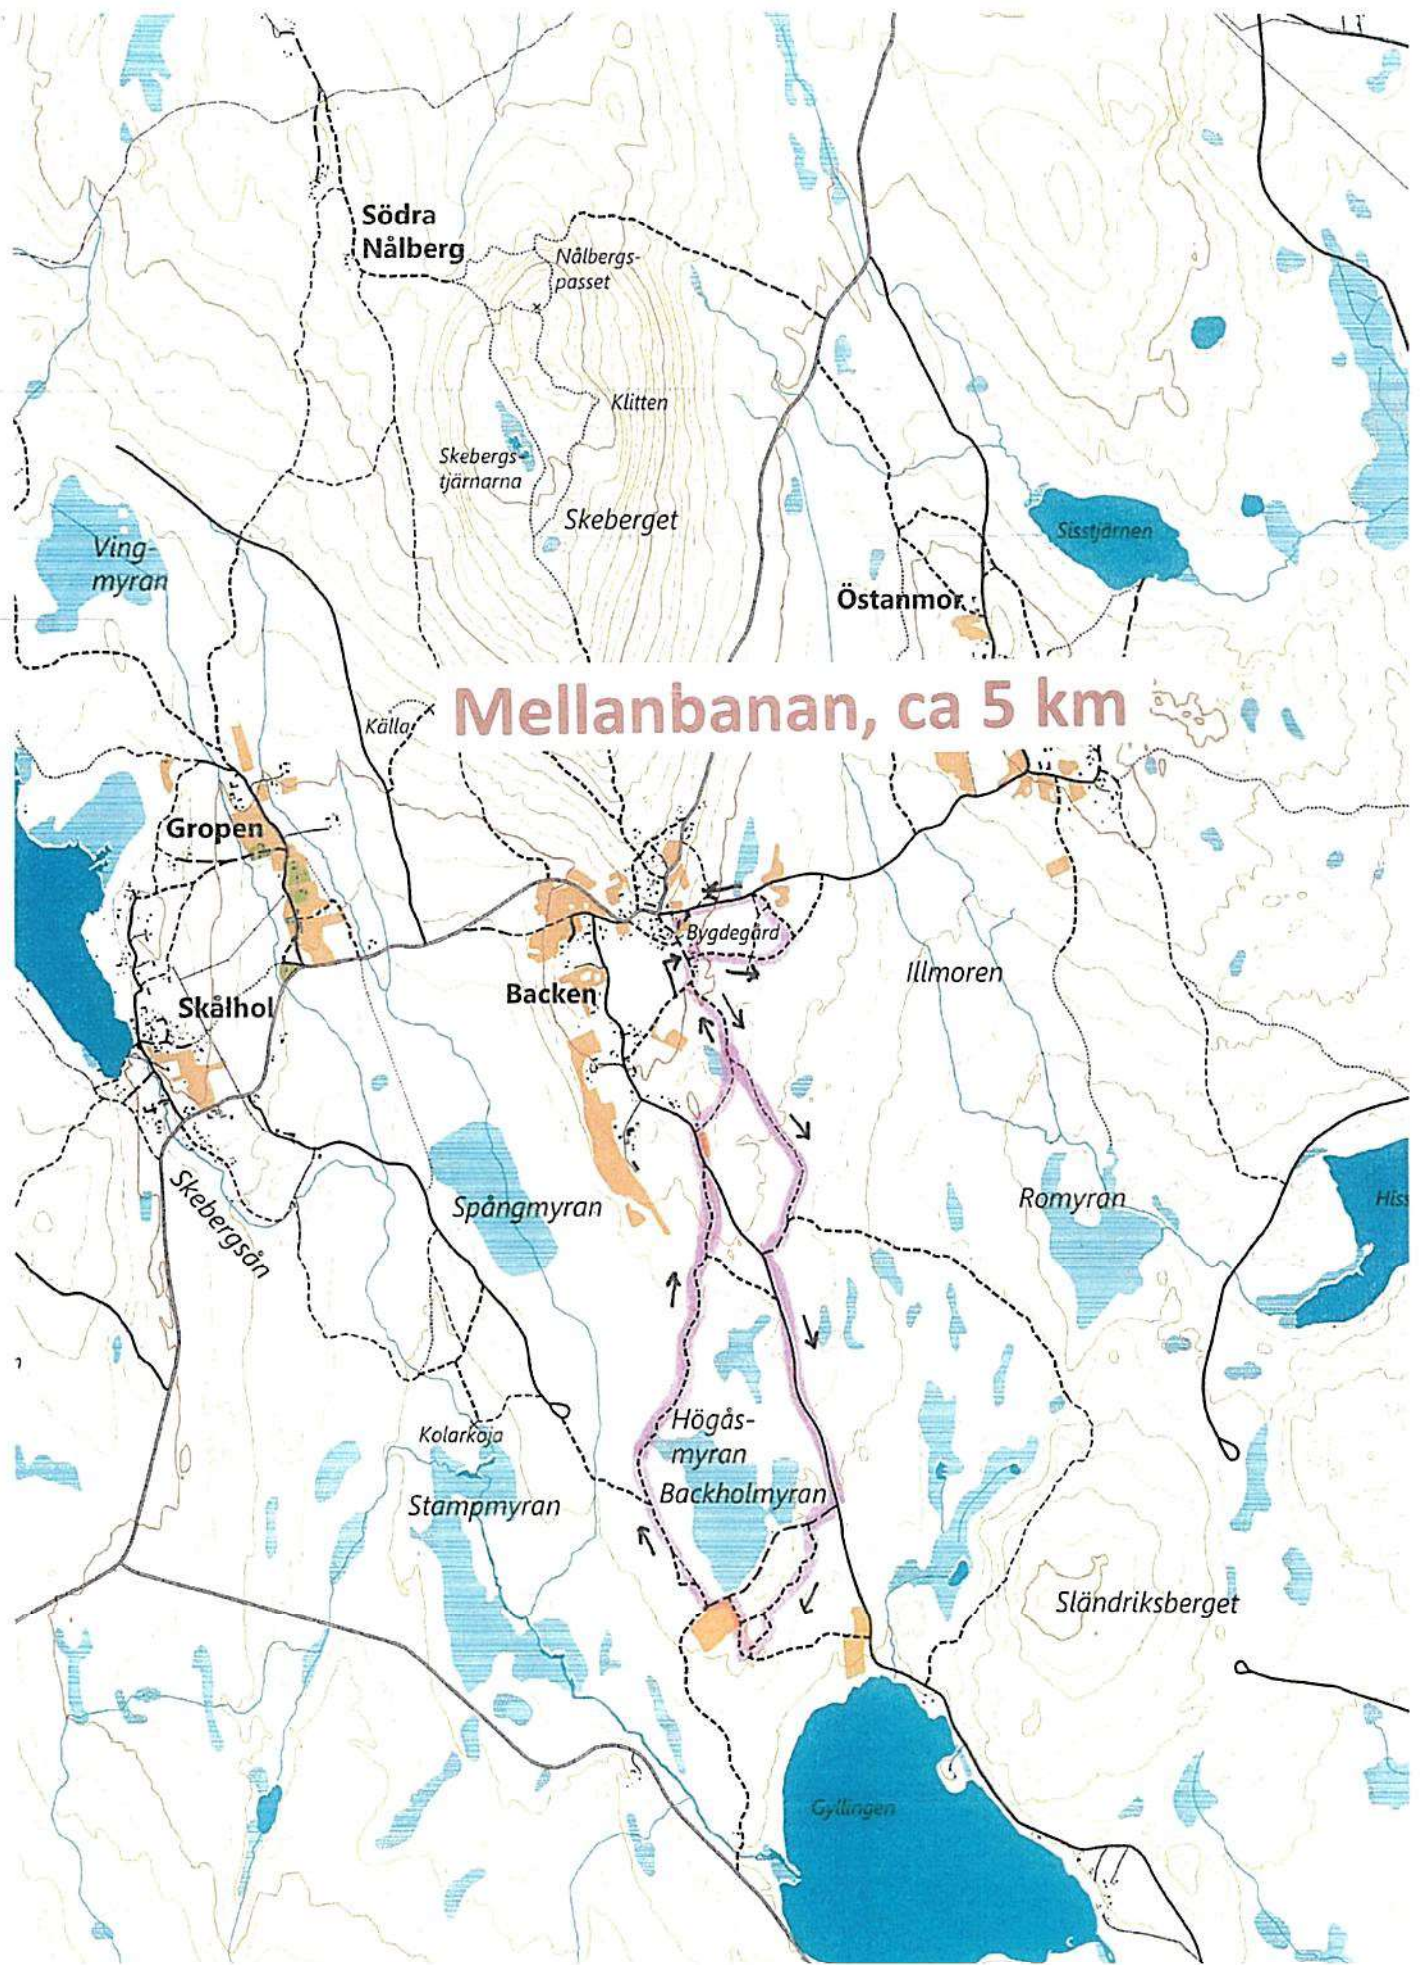 Södra
Nålberg
Nålbergs-
passet
Klitten
Skebergs-
tjärnarna
Skeberget
Ving-
myran
Sisstjärnen
Östanmor
Mellanbanan, ca 5 km
Källa
Gropen
Bygdegård
Illmoren
Backen
Skålhol
Skebergsån
Spångmyran
Romyran
Hiss
Högås-
myran
Backholmyran
Kolarkoja
Stampmyran
Sländriksberget
Gyllingen